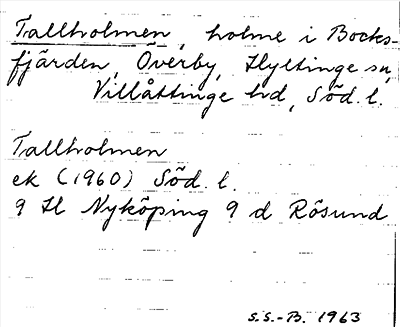 Tallholmen, holme i Bocks-
fjärden, Överby, Hyltinge sn,
Villåttinge hd, Söd. l.
Tallholmen
ek (1960) Söd. l.
9 H Nyköping 9 d Rösund
S.S.-B. 1963